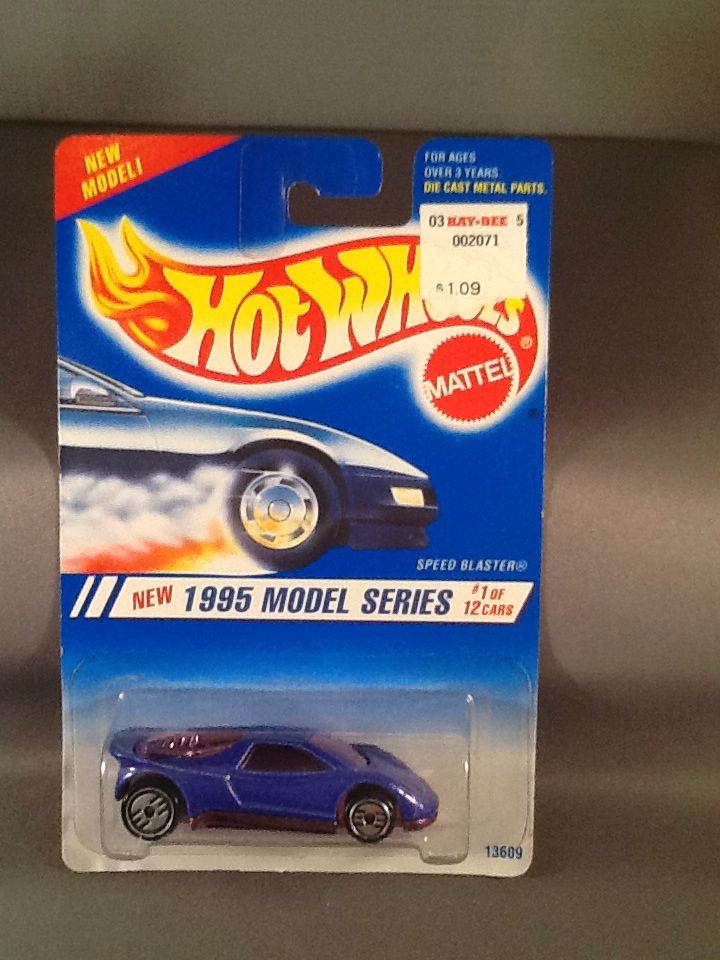 NEW
MODEL!
FOR AGES
OVER 3 YEARS.
DIE CAST METAL PARTS.
03 KAY·BEE 5
002071
$1.09
HOT WHEELS®
MATTEL
SPEED BLASTER®
NEW 1995 MODEL SERIES #1 OF
12 CARS
13609